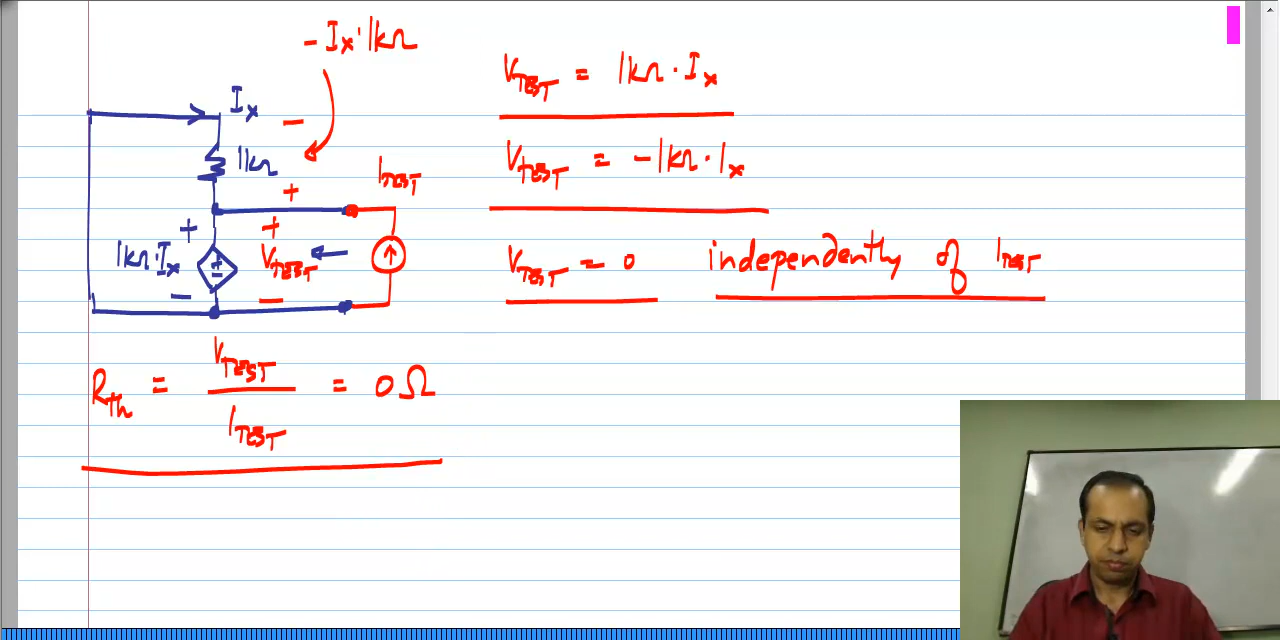 - Ix·1kΩ
Ix
−
1kΩ
+
ITEST
+
+
1kΩ·Ix
+
−
VTEST
−
−
VTEST = 1kΩ · Ix
VTEST = -1kΩ · Ix
VTEST = 0 independently of ITEST
Rth = VTEST / ITEST = 0 Ω